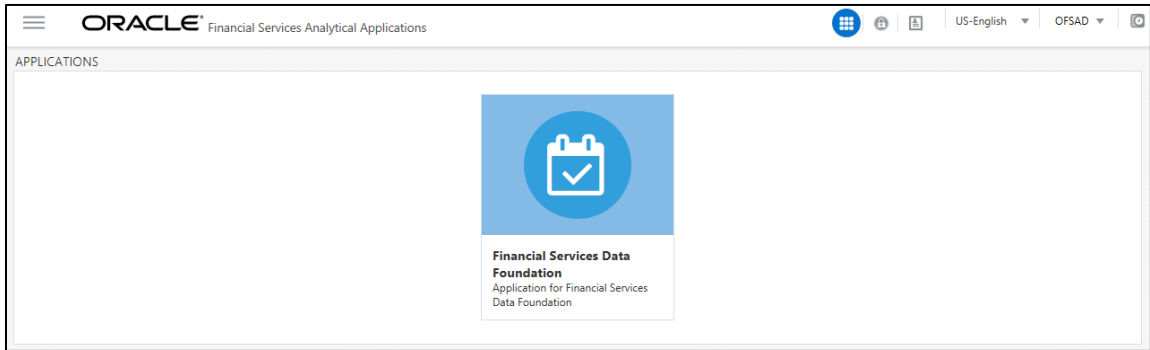 ORACLE® Financial Services Analytical Applications
US-English
OFSAD
APPLICATIONS
Financial Services Data
Foundation
Application for Financial Services
Data Foundation